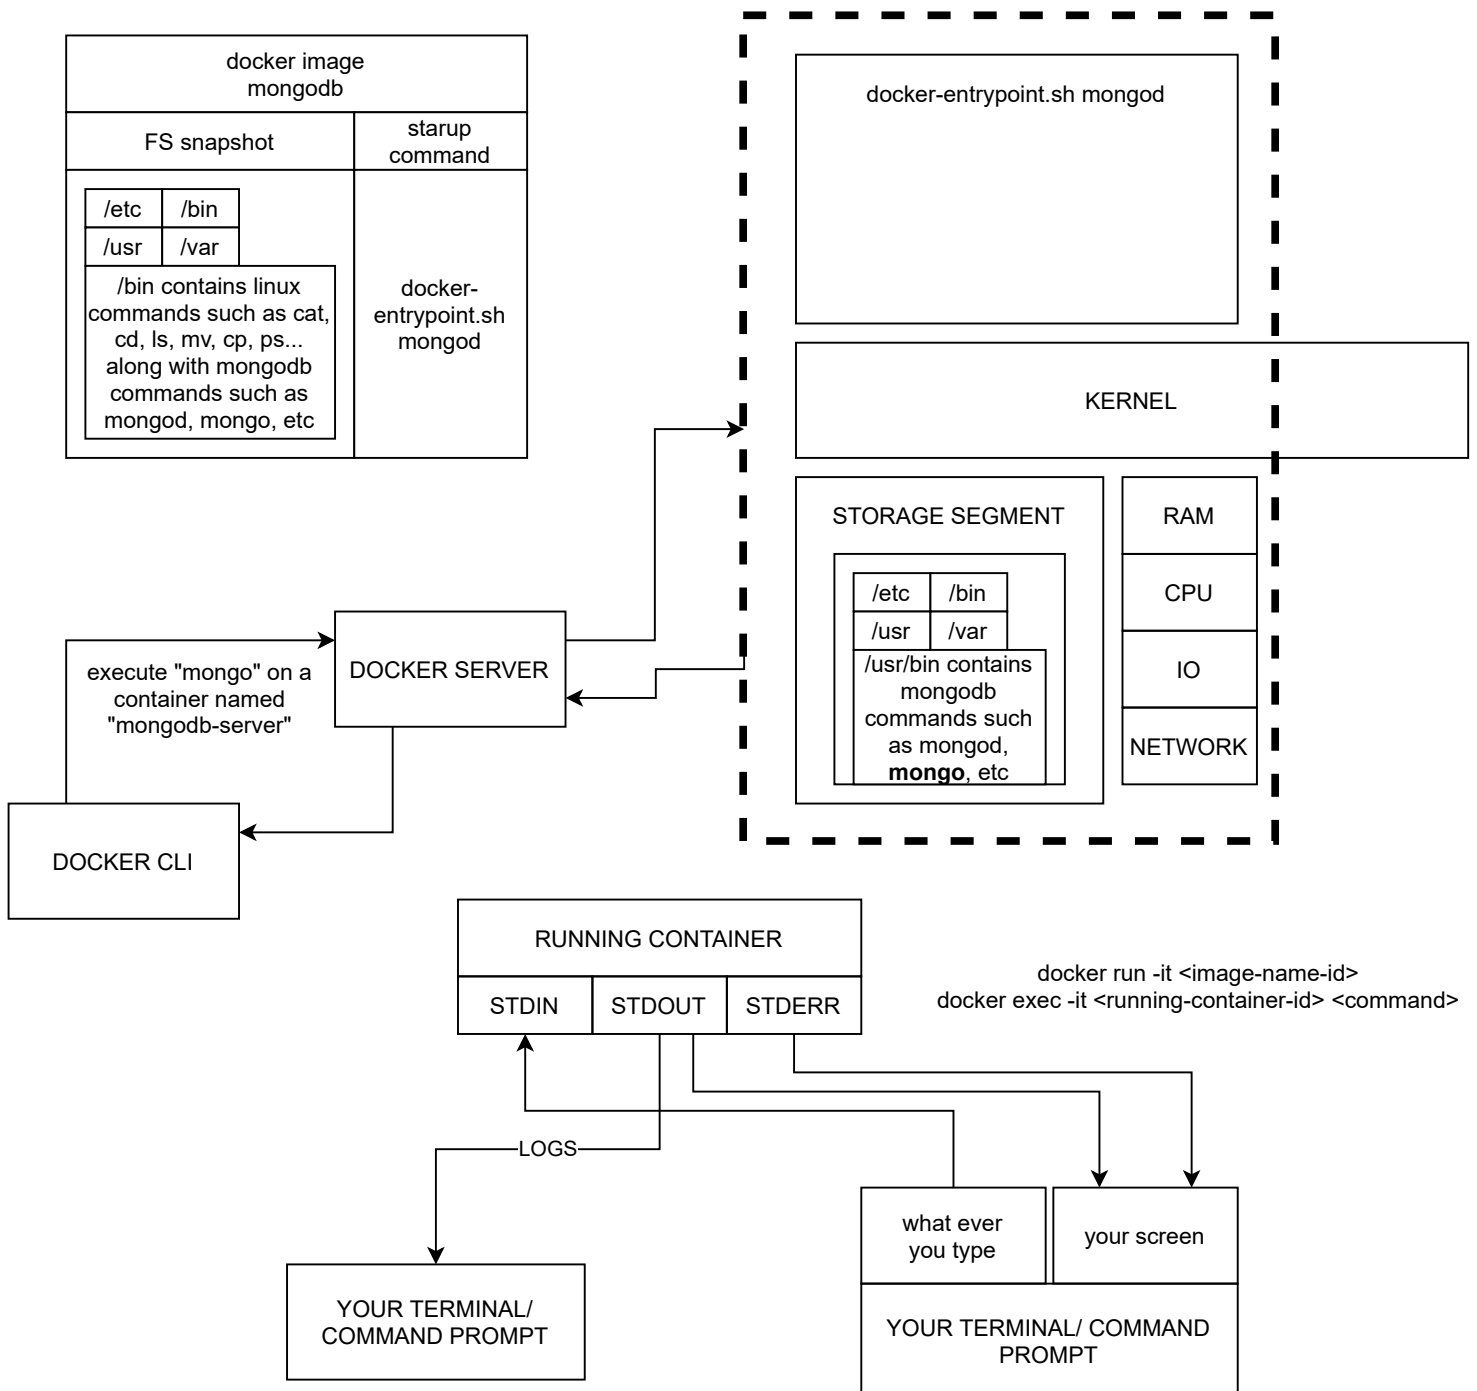 docker image
mongodb
FS snapshot
starup
command
/etc
/bin
/usr
/var
/bin contains linux
commands such as cat,
cd, ls, mv, cp, ps...
along with mongodb
commands such as
mongod, mongo, etc
docker-
entrypoint.sh
mongod
docker-entrypoint.sh mongod
KERNEL
STORAGE SEGMENT
/etc
/bin
/usr
/var
/usr/bin contains
mongodb
commands such
as mongod,
mongo, etc
RAM
CPU
IO
NETWORK
DOCKER SERVER
execute "mongo" on a
container named
"mongodb-server"
DOCKER CLI
RUNNING CONTAINER
STDIN
STDOUT
STDERR
docker run -it <image-name-id>
docker exec -it <running-container-id> <command>
LOGS
YOUR TERMINAL/
COMMAND PROMPT
what ever
you type
your screen
YOUR TERMINAL/ COMMAND
PROMPT